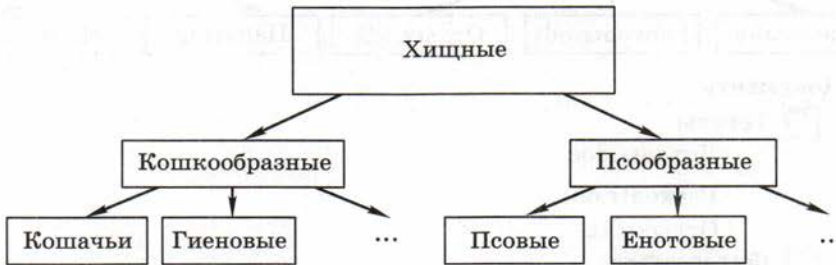 Хищные
Кошкообразные Псообразные
Кошачьи Гиеновые ... Псовые Енотовые ..